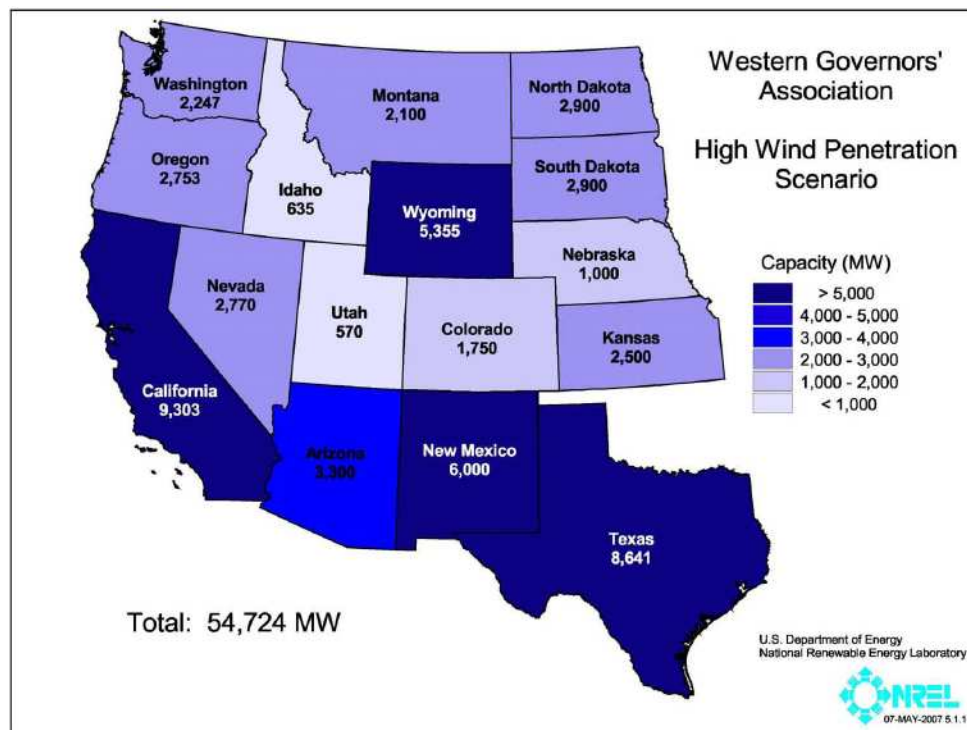 Western Governors'
Association
High Wind Penetration
Scenario
Washington
2,247
Montana
2,100
North Dakota
2,900
Oregon
2,753
Idaho
635
South Dakota
2,900
Wyoming
5,355
Nebraska
1,000
Nevada
2,770
Utah
570
Colorado
1,750
Kansas
2,500
California
9,303
Arizona
3,300
New Mexico
6,000
Texas
8,641
Capacity (MW)
> 5,000
4,000 - 5,000
3,000 - 4,000
2,000 - 3,000
1,000 - 2,000
< 1,000
Total: 54,724 MW
U.S. Department of Energy
National Renewable Energy Laboratory
NREL
07-MAY-2007 5.1.1